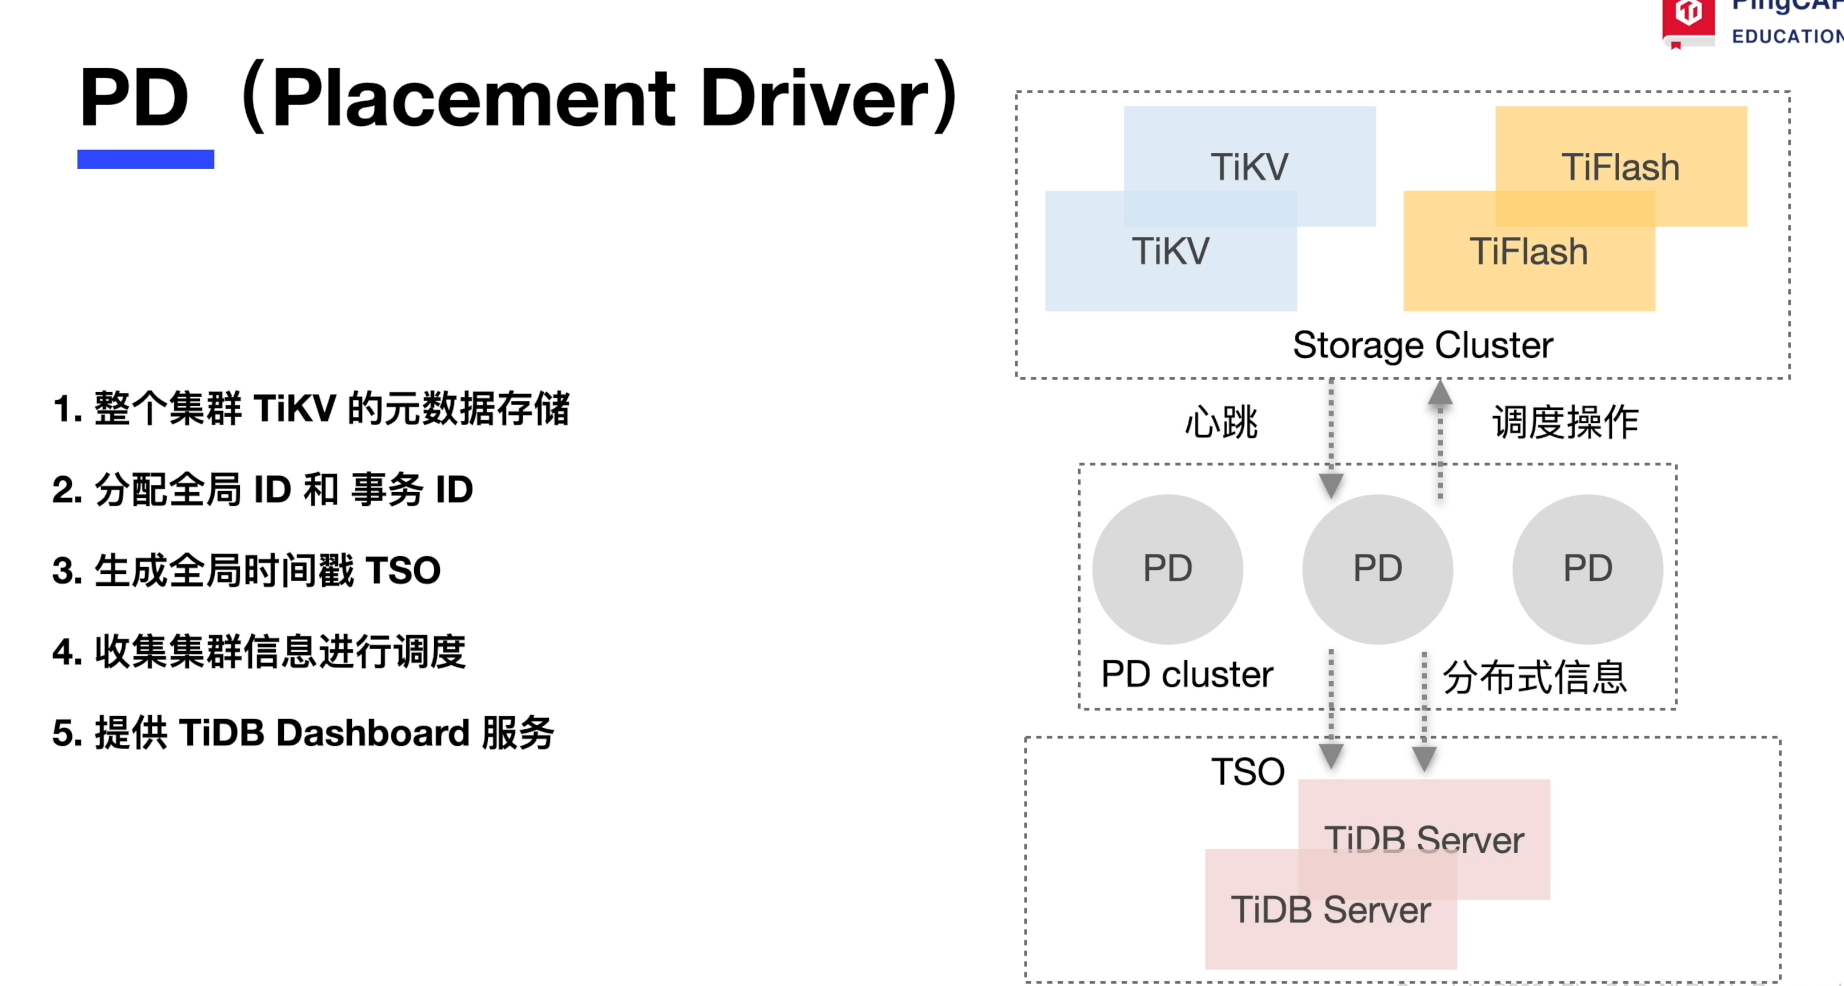 EDUCATION
PD（Placement Driver）
1. 整个集群 TiKV 的元数据存储
2. 分配全局 ID 和 事务 ID
3. 生成全局时间戳 TSO
4. 收集集群信息进行调度
5. 提供 TiDB Dashboard 服务
TiKV
TiFlash
TiKV
TiFlash
Storage Cluster
心跳
调度操作
PD
PD
PD
PD cluster
分布式信息
TSO
TiDB Server
TiDB Server